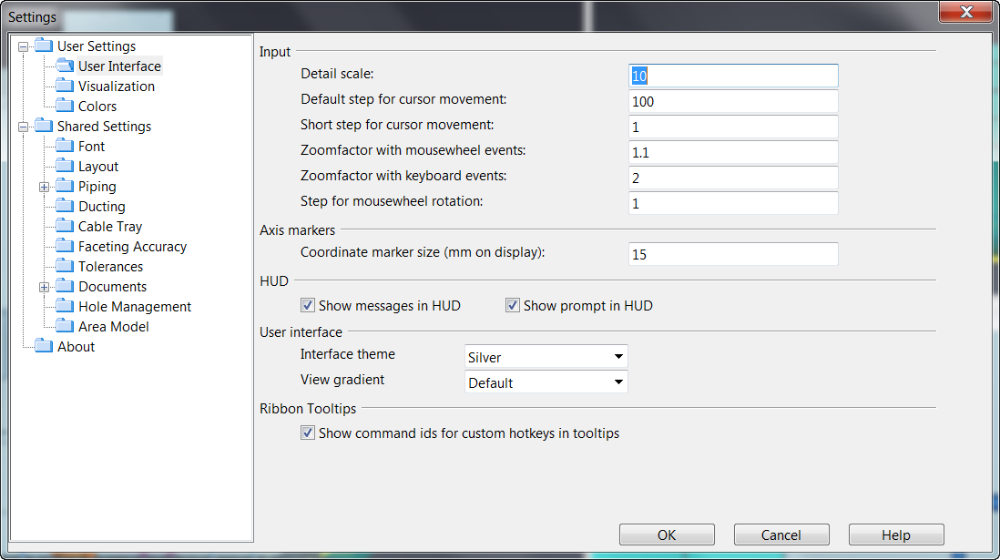 Settings
User Settings
User Interface
Visualization
Colors
Shared Settings
Font
Layout
Piping
Ducting
Cable Tray
Faceting Accuracy
Tolerances
Documents
Hole Management
Area Model
About
Input
Detail scale: 10
Default step for cursor movement: 100
Short step for cursor movement: 1
Zoomfactor with mousewheel events: 1.1
Zoomfactor with keyboard events: 2
Step for mousewheel rotation: 1
Axis markers
Coordinate marker size (mm on display): 15
HUD
Show messages in HUD Show prompt in HUD
User interface
Interface theme Silver
View gradient Default
Ribbon Tooltips
Show command ids for custom hotkeys in tooltips
OK Cancel Help